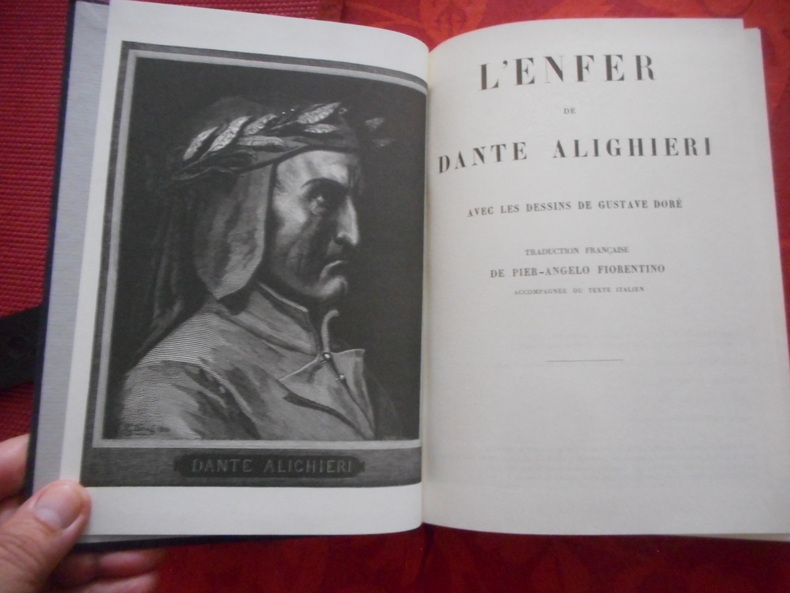 DANTE ALIGHIERI
L'ENFER
DE
DANTE ALIGHIERI
AVEC LES DESSINS DE GUSTAVE DORÉ
TRADUCTION FRANÇAISE
DE PIER-ANGELO FIORENTINO
ACCOMPAGNÉE DU TEXTE ITALIEN